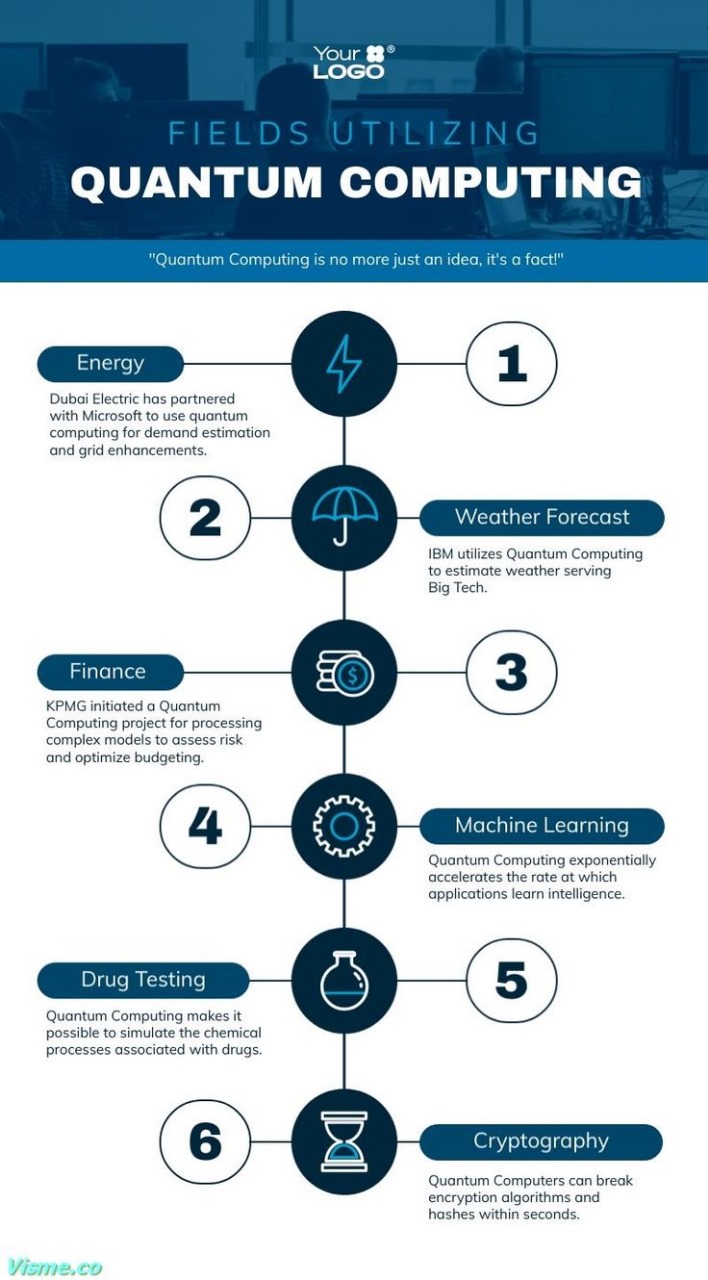 Your ®
LOGO
FIELDS UTILIZING
QUANTUM COMPUTING
"Quantum Computing is no more just an idea, it's a fact!"
Energy
1
Dubai Electric has partnered
with Microsoft to use quantum
computing for demand estimation
and grid enhancements.
2
Weather Forecast
IBM utilizes Quantum Computing
to estimate weather serving
Big Tech.
Finance
3
KPMG initiated a Quantum
Computing project for processing
complex models to assess risk
and optimize budgeting.
4
Machine Learning
Quantum Computing exponentially
accelerates the rate at which
applications learn intelligence.
Drug Testing
5
Quantum Computing makes it
possible to simulate the chemical
processes associated with drugs.
6
Cryptography
Quantum Computers can break
encryption algorithms and
hashes within seconds.
Visme.co